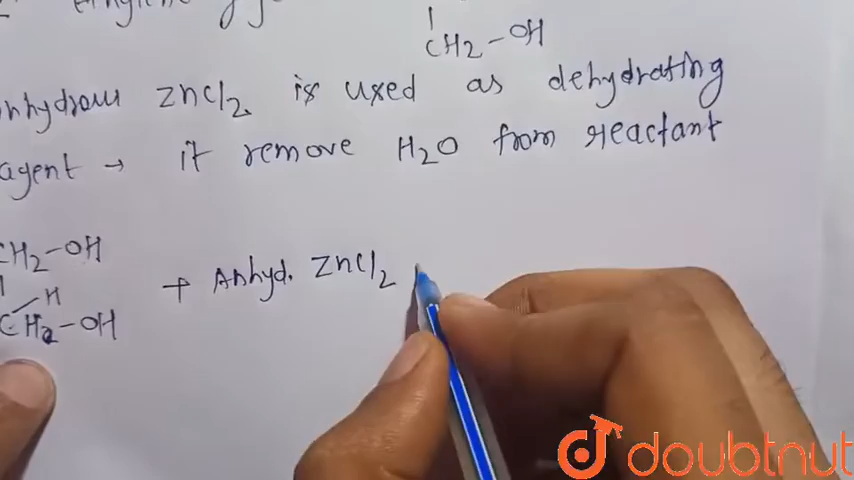 CH2-OH
anhydrous ZnCl2 is used as dehydrating
agent → it remove H2O from reactant
CH2-OH
H
+ Anhyd. ZnCl2
CH2-OH
doubtnut